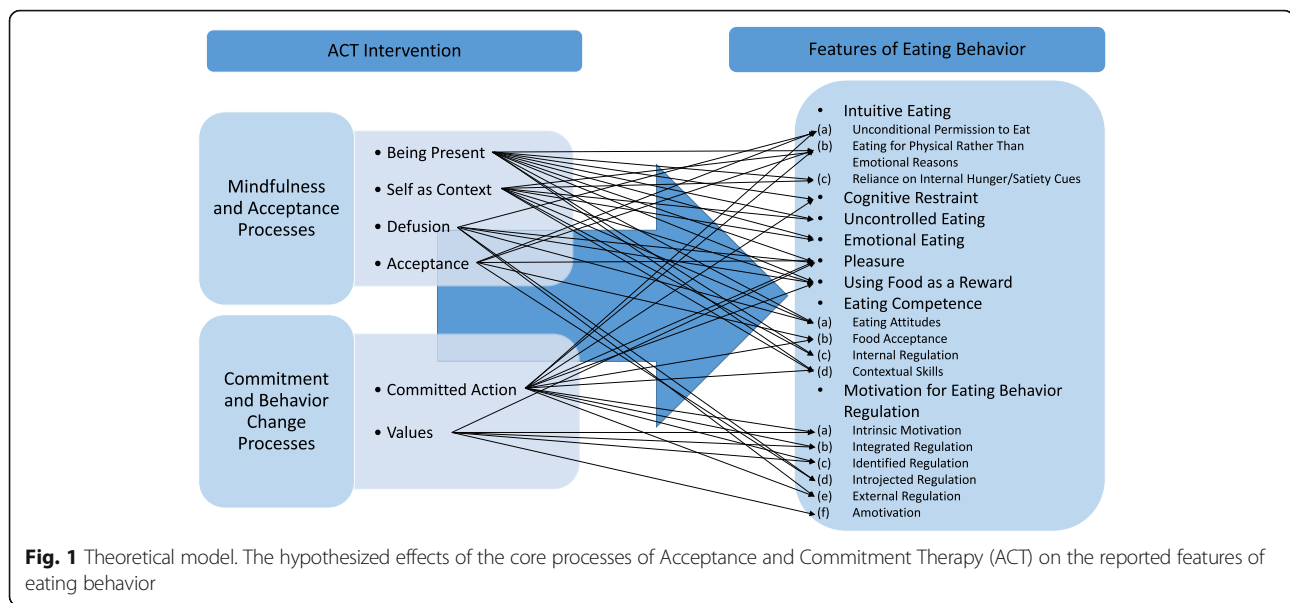 ACT Intervention
Features of Eating Behavior
Mindfulness
and Acceptance
Processes
• Being Present
• Self as Context
• Defusion
• Acceptance
Commitment
and Behavior
Change
Processes
• Committed Action
• Values
• Intuitive Eating
(a) Unconditional Permission to Eat
(b) Eating for Physical Rather Than
Emotional Reasons
(c) Reliance on Internal Hunger/Satiety Cues
• Cognitive Restraint
• Uncontrolled Eating
• Emotional Eating
• Pleasure
• Using Food as a Reward
• Eating Competence
(a) Eating Attitudes
(b) Food Acceptance
(c) Internal Regulation
(d) Contextual Skills
• Motivation for Eating Behavior
Regulation
(a) Intrinsic Motivation
(b) Integrated Regulation
(c) Identified Regulation
(d) Introjected Regulation
(e) External Regulation
(f) Amotivation
Fig. 1 Theoretical model. The hypothesized effects of the core processes of Acceptance and Commitment Therapy (ACT) on the reported features of
eating behavior